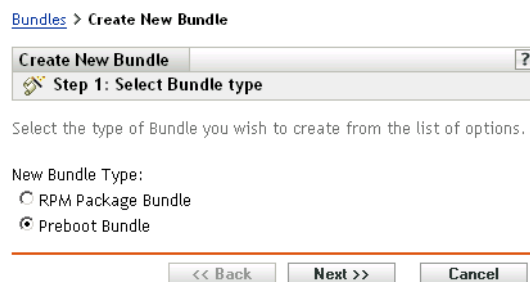 Bundles > Create New Bundle
Create New Bundle ?
Step 1: Select Bundle type
Select the type of Bundle you wish to create from the list of options.
New Bundle Type:
RPM Package Bundle
Preboot Bundle
<< Back Next >> Cancel